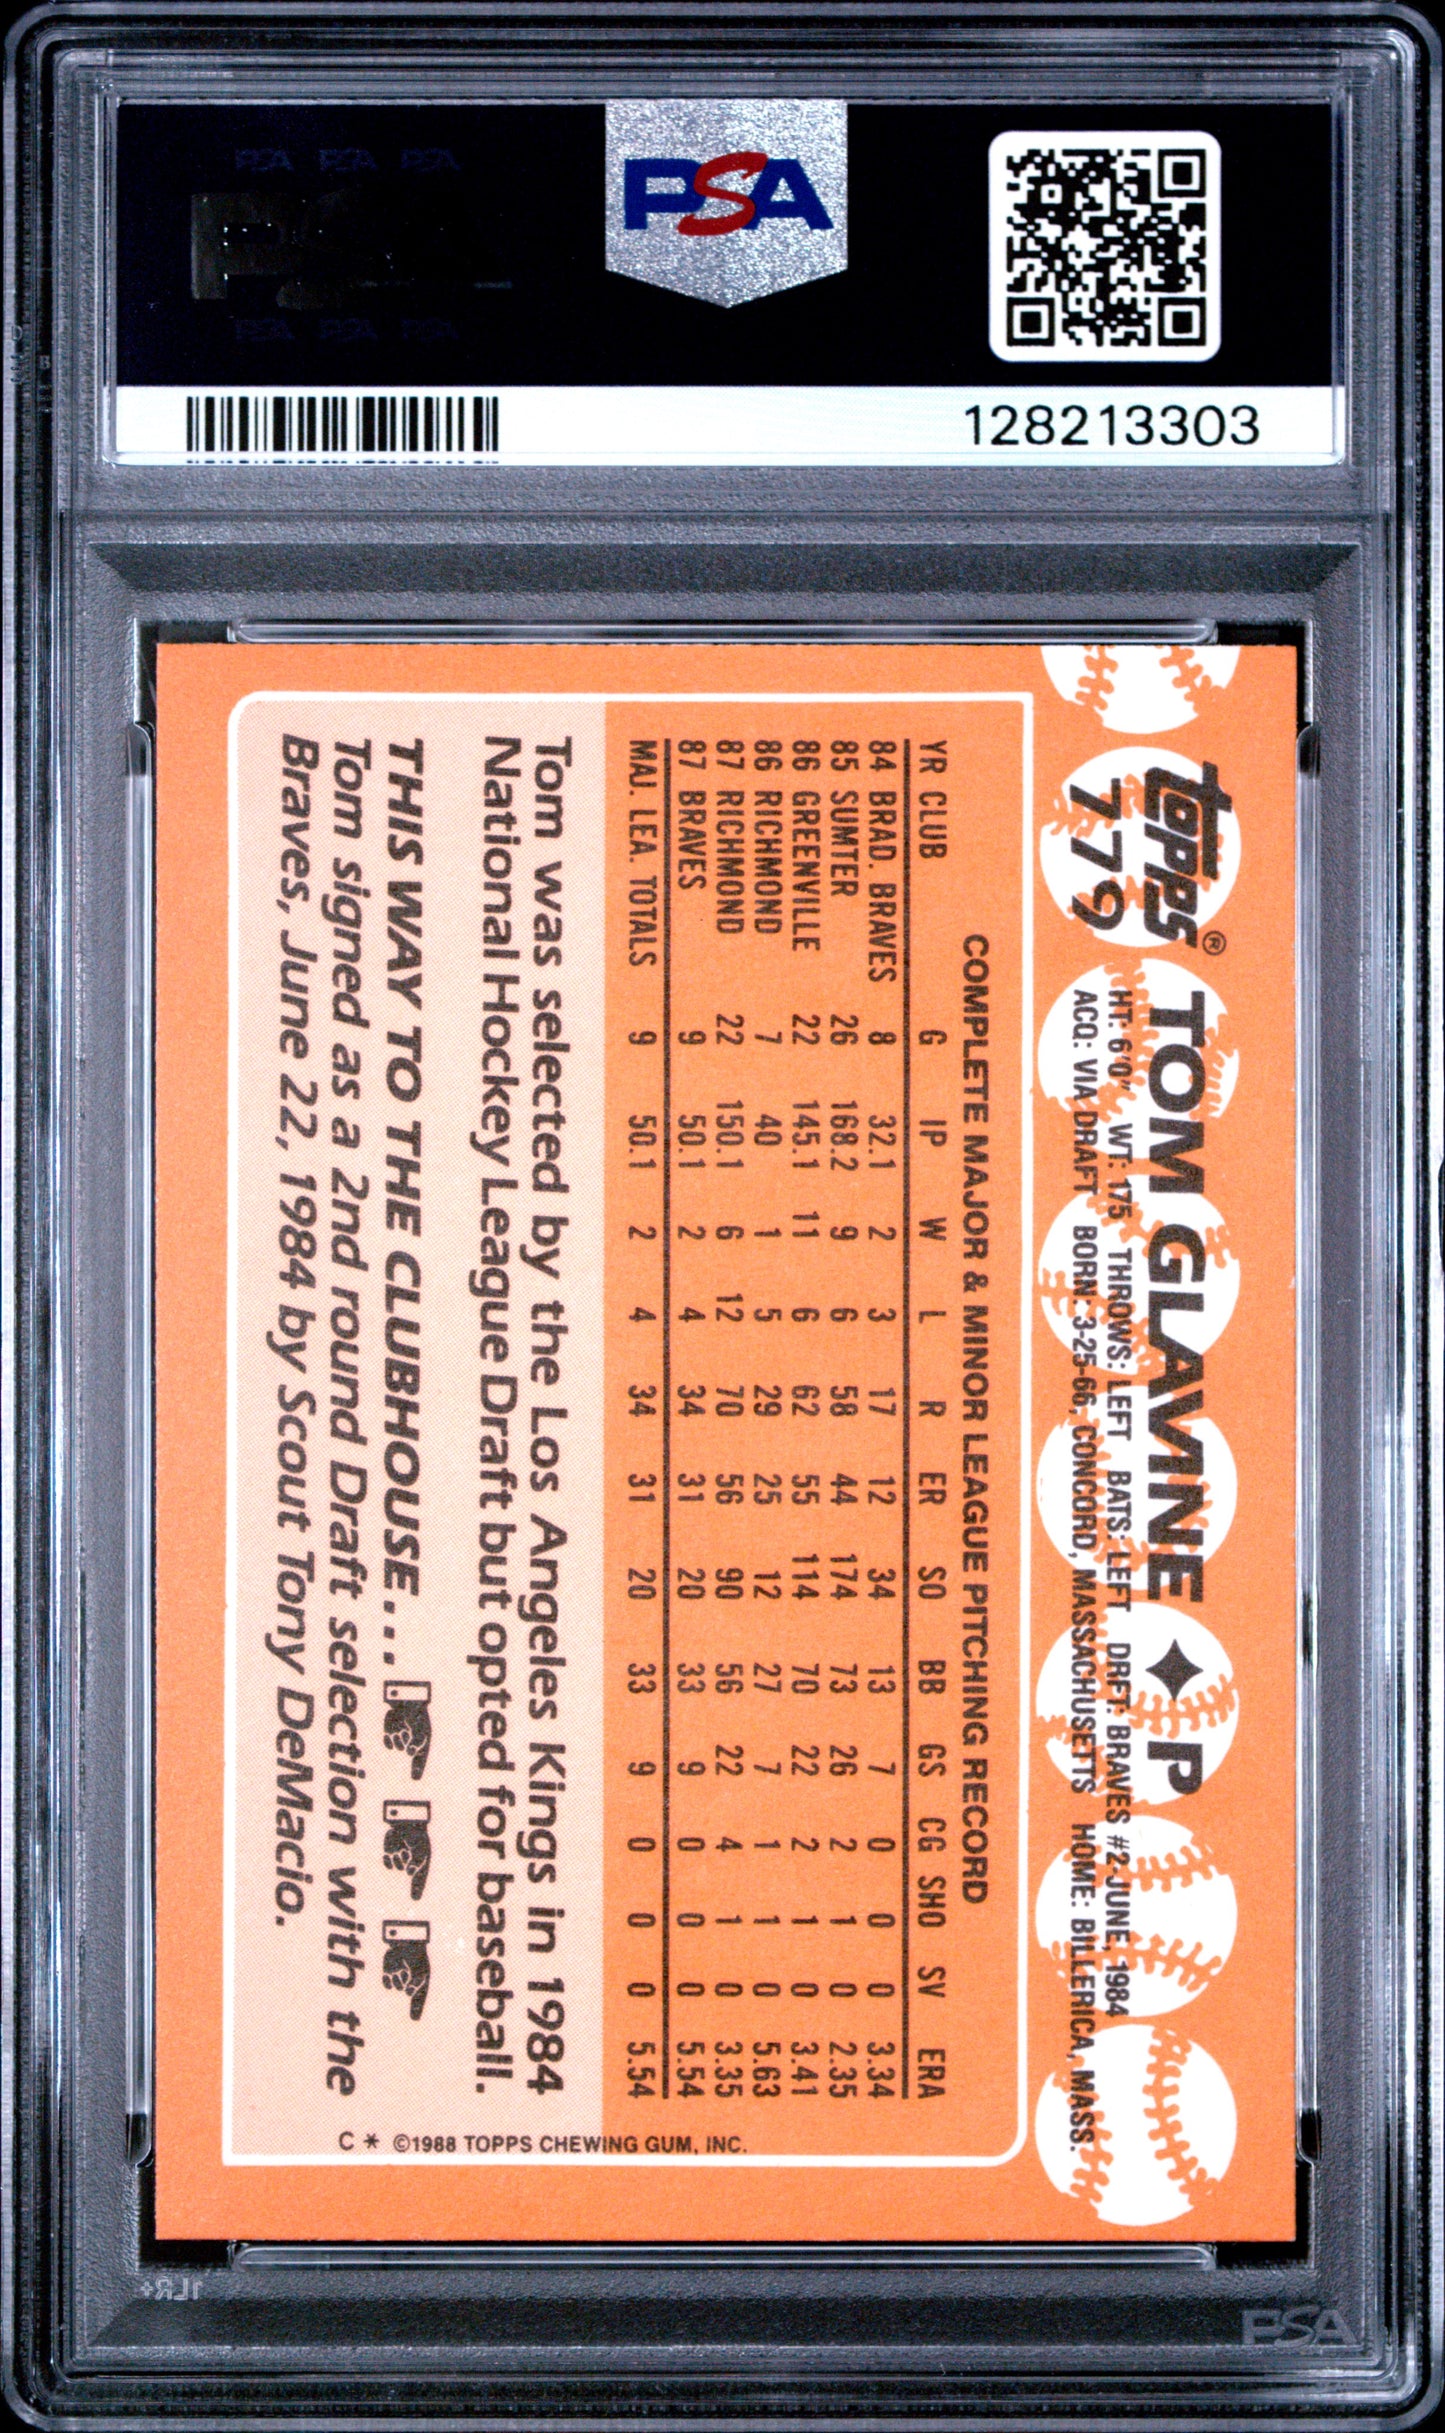 PSA PSA PSA
PSA
PSA PSA PSA
PSA
128213303
topps®
779
TOM GLAVINE ◆ P
HT: 6'0" WT: 175 THROWS: LEFT BATS: LEFT DRFT: BRAVES #2-JUNE, 1984
ACQ: VIA DRAFT BORN: 3-25-66, CONCORD, MASSACHUSETTS HOME: BILLERICA, MASS.
COMPLETE MAJOR & MINOR LEAGUE PITCHING RECORD
YR CLUB G IP W L R ER SO BB GS CG SHO SV ERA
84 BRAD. BRAVES 8 32.1 2 3 17 12 34 13 7 0 0 0 3.34
85 SUMTER 26 168.2 9 6 58 44 174 73 26 2 1 0 2.35
86 GREENVILLE 22 145.1 11 6 62 55 114 70 22 2 1 0 3.41
86 RICHMOND 7 40 1 5 29 25 12 27 7 1 1 0 5.63
87 RICHMOND 22 150.1 6 12 70 56 90 56 22 4 1 0 3.35
87 BRAVES 9 50.1 2 4 34 31 20 33 9 0 0 0 5.54
MAJ. LEA. TOTALS 9 50.1 2 4 34 31 20 33 9 0 0 0 5.54
Tom was selected by the Los Angeles Kings in 1984
National Hockey League Draft but opted for baseball.
THIS WAY TO THE CLUBHOUSE...
Tom signed as a 2nd round Draft selection with the
Braves, June 22, 1984 by Scout Tony DeMacio.
C * ©1988 TOPPS CHEWING GUM, INC.
1LR+
PSA